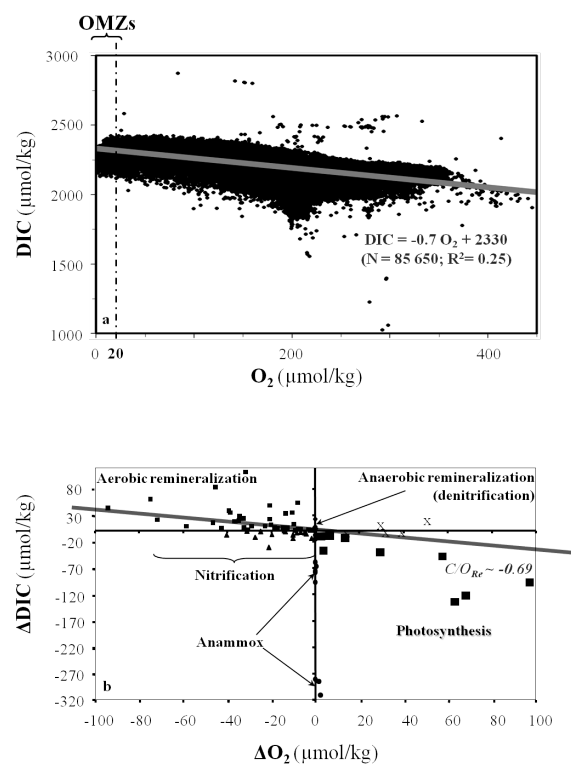 OMZs
3000
2500
2000
1500
1000
DIC (µmol/kg)
DIC = -0.7 O2 + 2330
(N = 85 650; R2= 0.25)
a
0 20 200 400
O2 (µmol/kg)
Aerobic remineralization
Anaerobic remineralization
(denitrification)
80
30
-20
-70
-120
-170
-220
-270
-320
ΔDIC (µmol/kg)
X
X
X
X
Nitrification
C/ORe ~ -0.69
Photosynthesis
Anammox
b
-100 -80 -60 -40 -20 0 20 40 60 80 100
ΔO2 (µmol/kg)